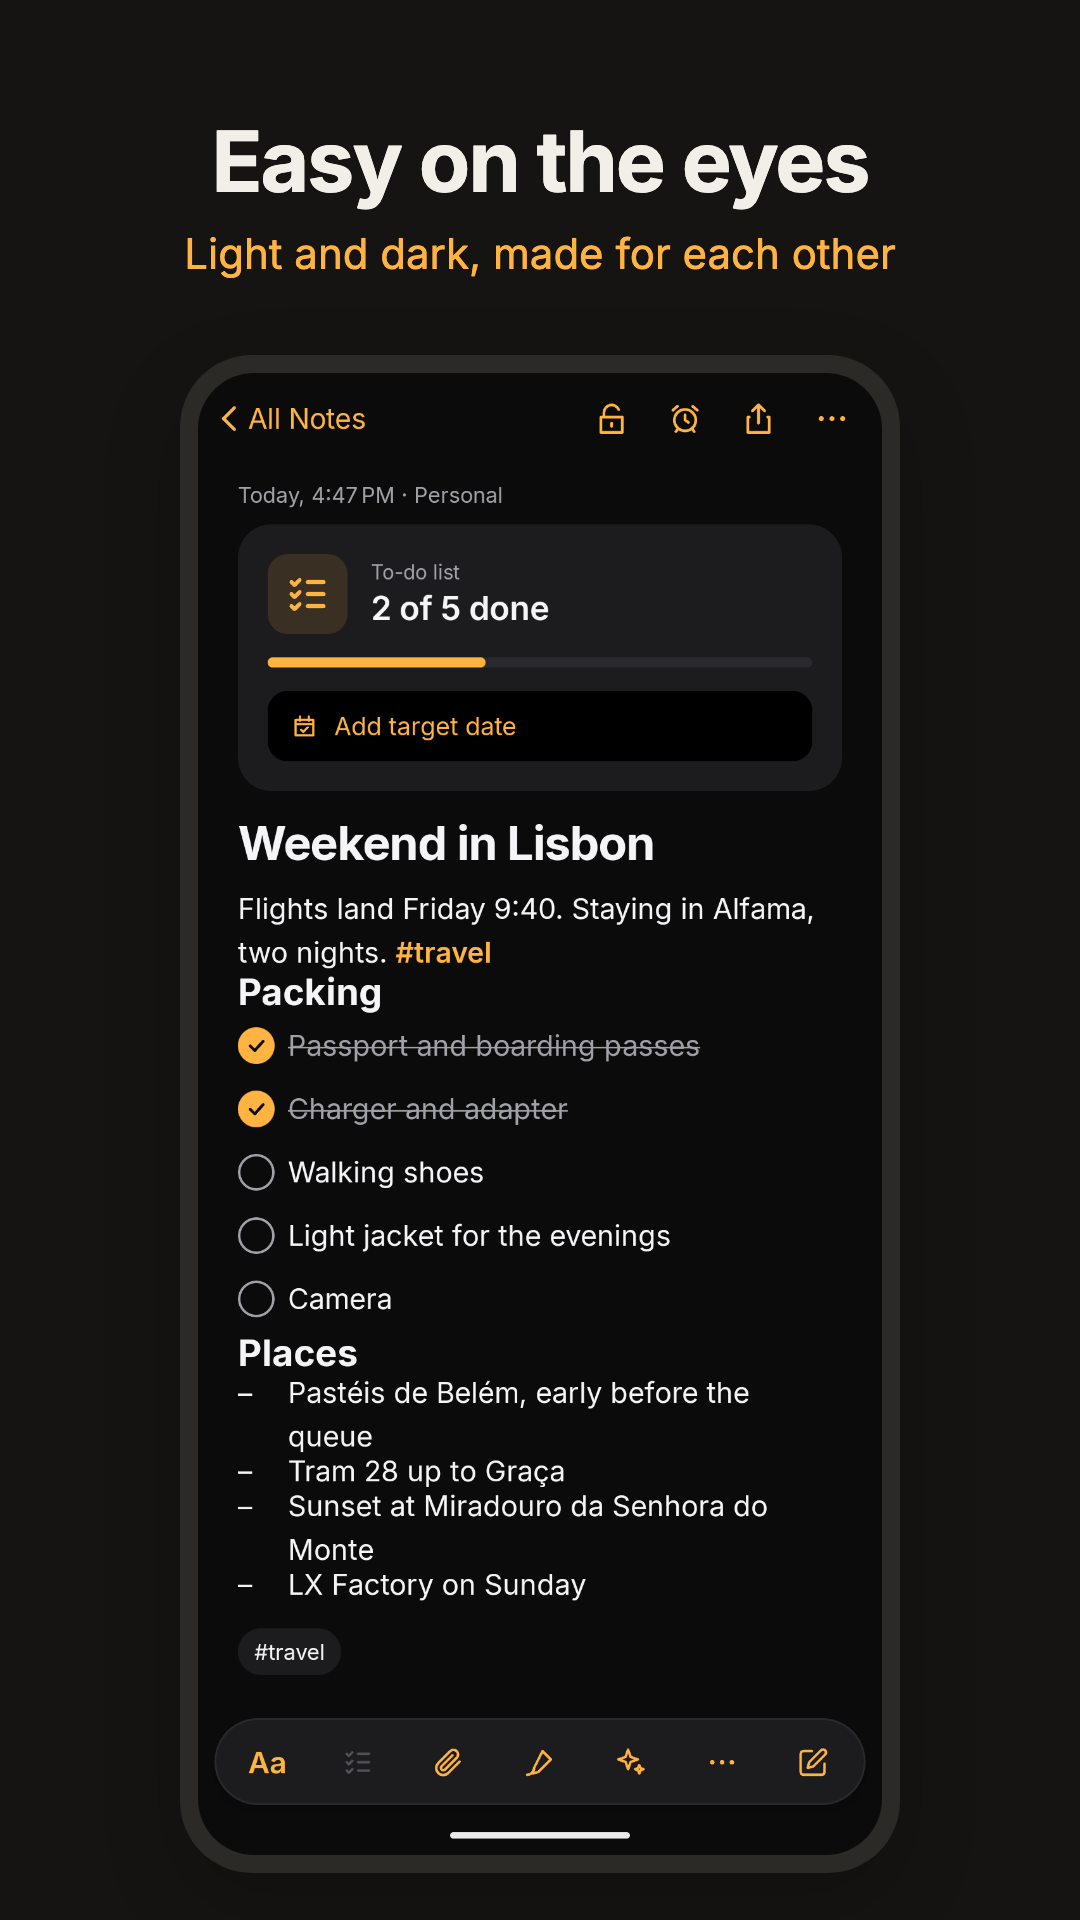 Easy on the eyes
Light and dark, made for each other
All Notes
Today, 4:47 PM · Personal
To-do list
2 of 5 done
Add target date
Weekend in Lisbon
Flights land Friday 9:40. Staying in Alfama,
two nights. #travel
Packing
Passport and boarding passes
Charger and adapter
Walking shoes
Light jacket for the evenings
Camera
Places
– Pastéis de Belém, early before the
queue
– Tram 28 up to Graça
– Sunset at Miradouro da Senhora do
Monte
– LX Factory on Sunday
#travel
Aa